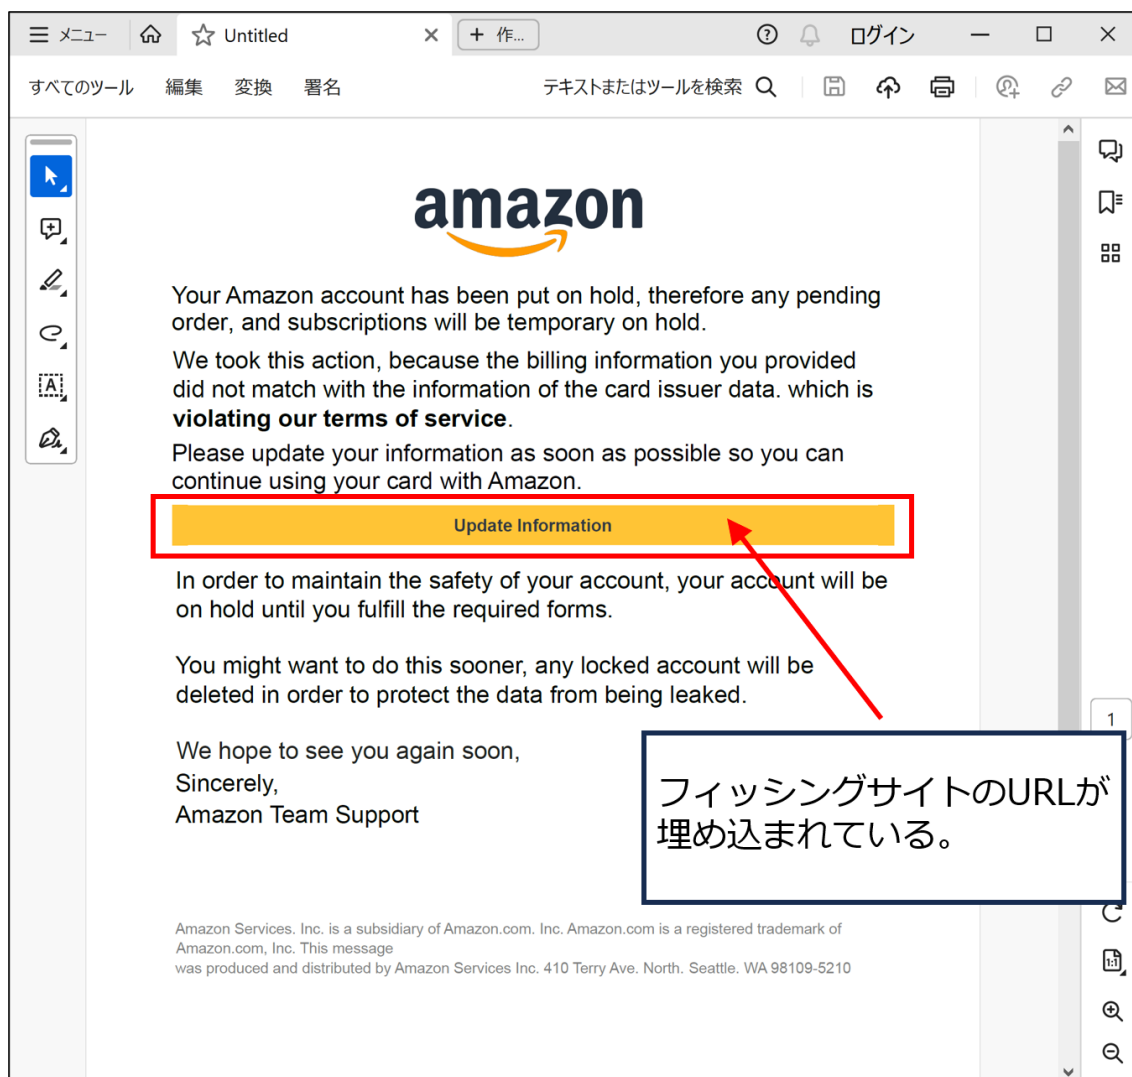 メニュー Untitled 作... ログイン
すべてのツール 編集 変換 署名 テキストまたはツールを検索
amazon
Your Amazon account has been put on hold, therefore any pending
order, and subscriptions will be temporary on hold.
We took this action, because the billing information you provided
did not match with the information of the card issuer data. which is
violating our terms of service.
Please update your information as soon as possible so you can
continue using your card with Amazon.
Update Information
In order to maintain the safety of your account, your account will be
on hold until you fulfill the required forms.
You might want to do this sooner, any locked account will be
deleted in order to protect the data from being leaked.
1
We hope to see you again soon,
Sincerely,
Amazon Team Support
フィッシングサイトのURLが
埋め込まれている。
Amazon Services. Inc. is a subsidiary of Amazon.com. Inc. Amazon.com is a registered trademark of
Amazon.com, Inc. This message
was produced and distributed by Amazon Services Inc. 410 Terry Ave. North. Seattle. WA 98109-5210
1:1